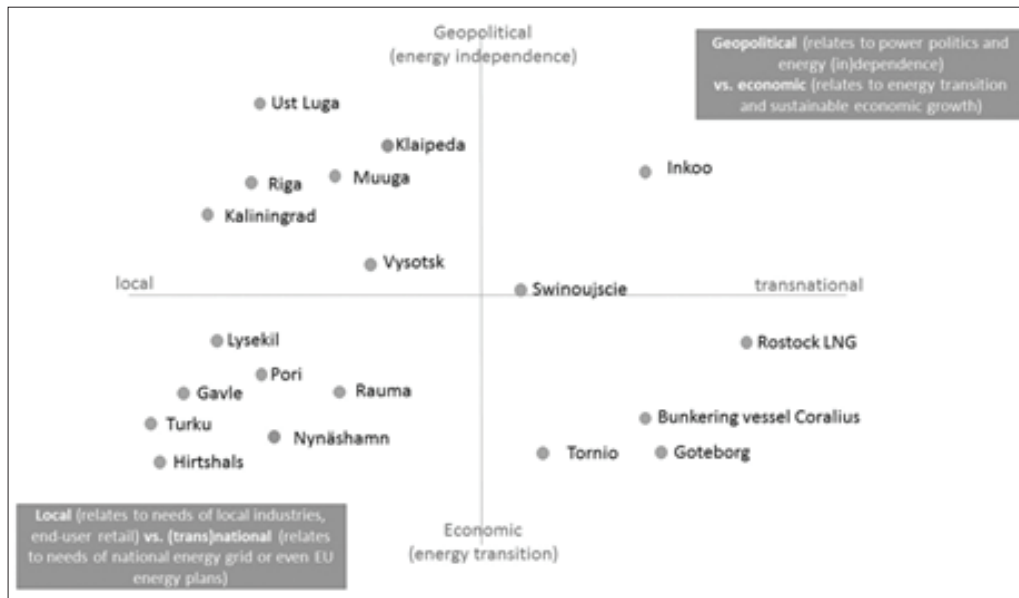 Geopolitical
(energy independence)
Geopolitical (relates to power politics and
energy (in)dependence)
vs. economic (relates to energy transition
and sustainable economic growth)
Ust Luga
Klaipeda
Inkoo
Muuga
Riga
Kaliningrad
Vysotsk
local
transnational
Swinoujscie
Lysekil
Rostock LNG
Pori
Gavle
Rauma
Turku
Bunkering vessel Coralius
Nynäshamn
Hirtshals
Tornio
Goteborg
Local (relates to needs of local industries,
end-user retail) vs. (trans)national (relates
to needs of national energy grid or even EU
energy plans)
Economic
(energy transition)